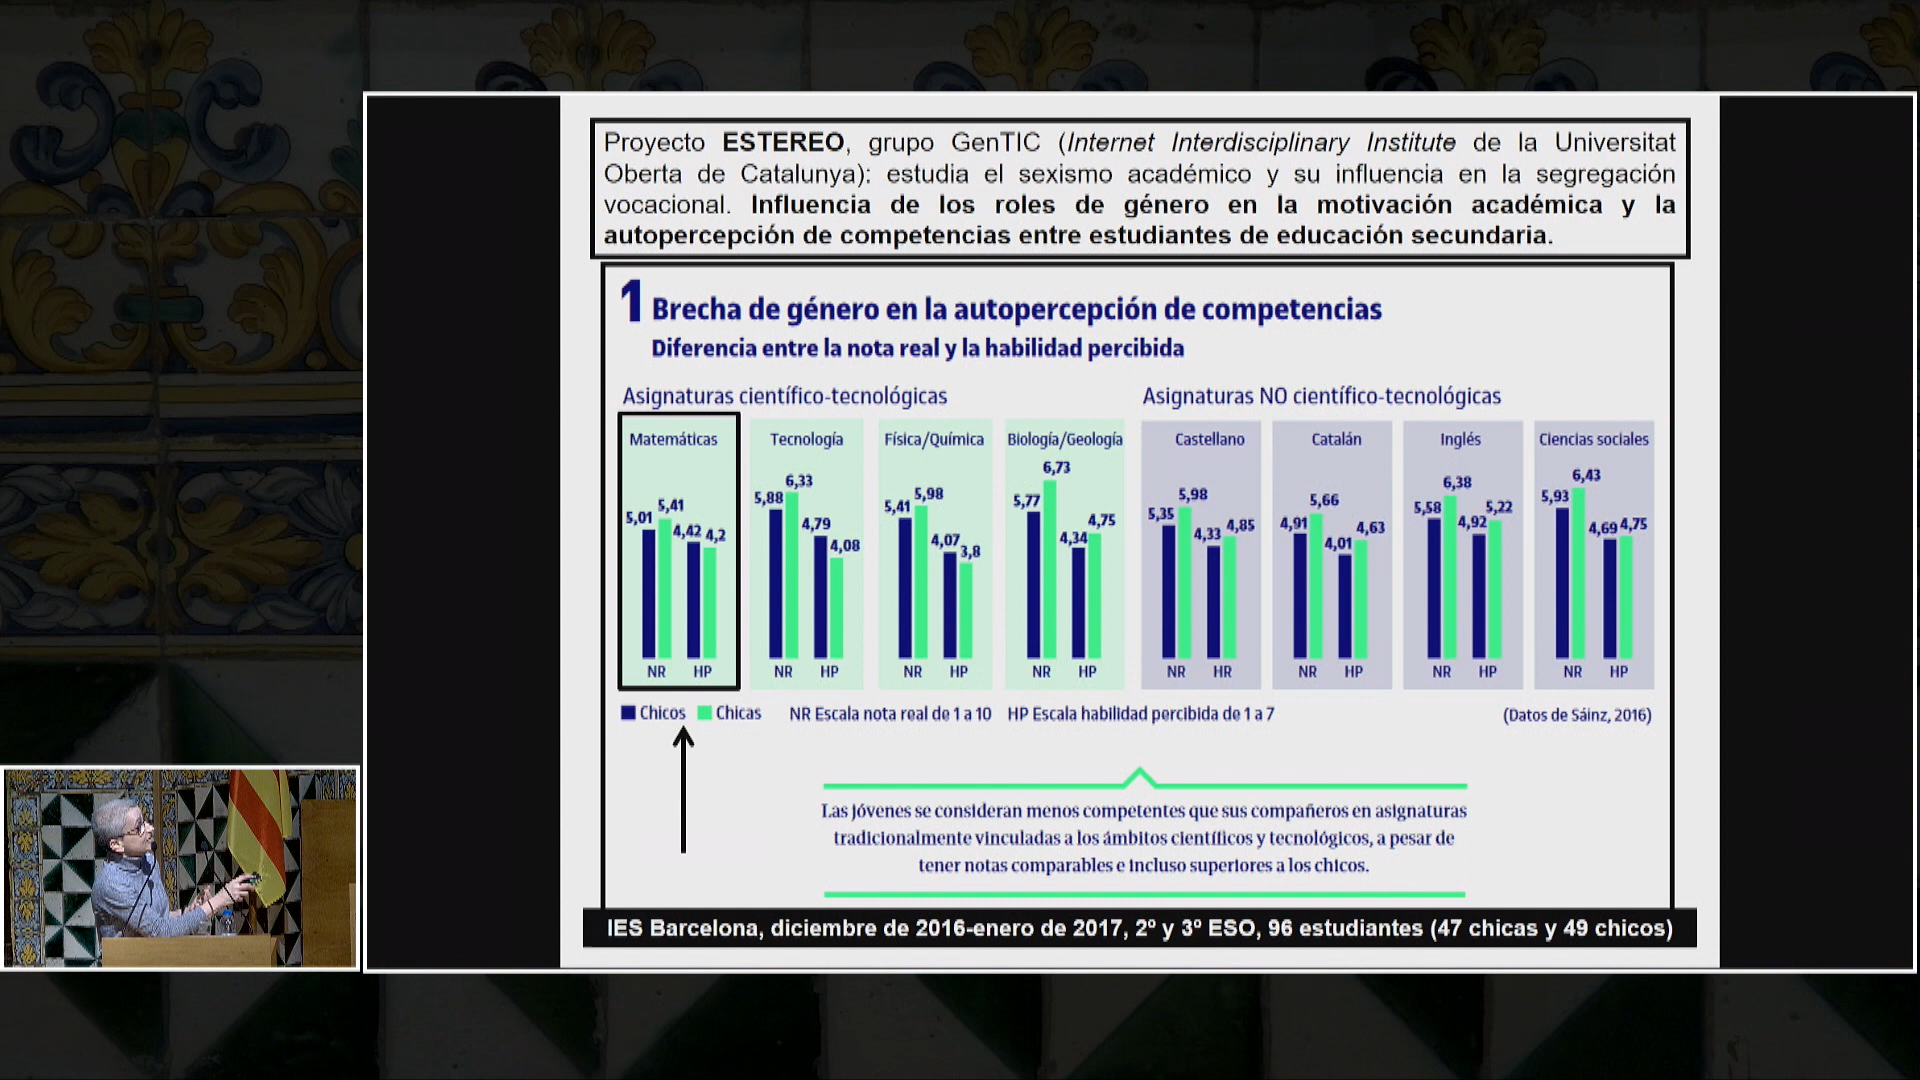 Proyecto ESTEREO, grupo GenTIC (Internet Interdisciplinary Institute de la Universitat
Oberta de Catalunya): estudia el sexismo académico y su influencia en la segregación
vocacional. Influencia de los roles de género en la motivación académica y la
autopercepción de competencias entre estudiantes de educación secundaria.
1 Brecha de género en la autopercepción de competencias
Diferencia entre la nota real y la habilidad percibida
Asignaturas científico-tecnológicas
Matemáticas
5,01 5,41 4,42 4,2
NR HP
Tecnología
5,88 6,33 4,79 4,08
NR HP
Física/Química
5,41 5,98 4,07 3,8
NR HP
Biología/Geología
5,77 6,73 4,34 4,75
NR HP
Asignaturas NO científico-tecnológicas
Castellano
5,35 5,98 4,33 4,85
NR HR
Catalán
4,91 5,66 4,01 4,63
NR HP
Inglés
5,58 6,38 4,92 5,22
NR HP
Ciencias sociales
5,93 6,43 4,69 4,75
NR HP
Chicos Chicas NR Escala nota real de 1 a 10 HP Escala habilidad percibida de 1 a 7 (Datos de Sáinz, 2016)
Las jóvenes se consideran menos competentes que sus compañeros en asignaturas
tradicionalmente vinculadas a los ámbitos científicos y tecnológicos, a pesar de
tener notas comparables e incluso superiores a los chicos.
IES Barcelona, diciembre de 2016-enero de 2017, 2º y 3º ESO, 96 estudiantes (47 chicas y 49 chicos)